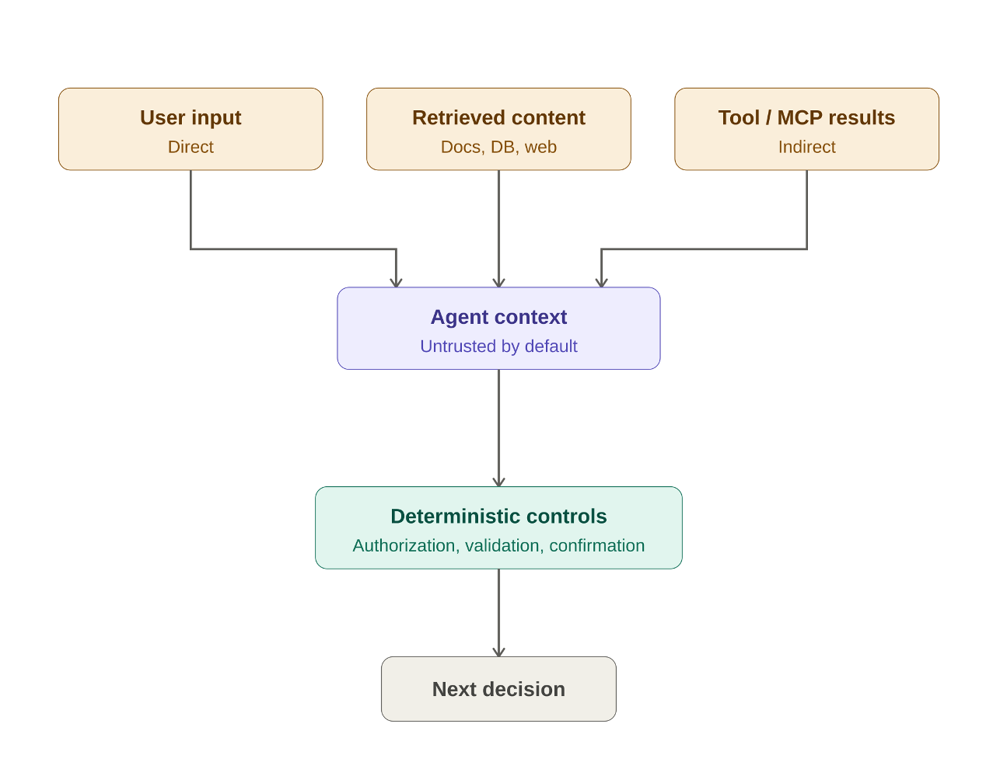 User input
Direct
Retrieved content
Docs, DB, web
Tool / MCP results
Indirect
Agent context
Untrusted by default
Deterministic controls
Authorization, validation, confirmation
Next decision